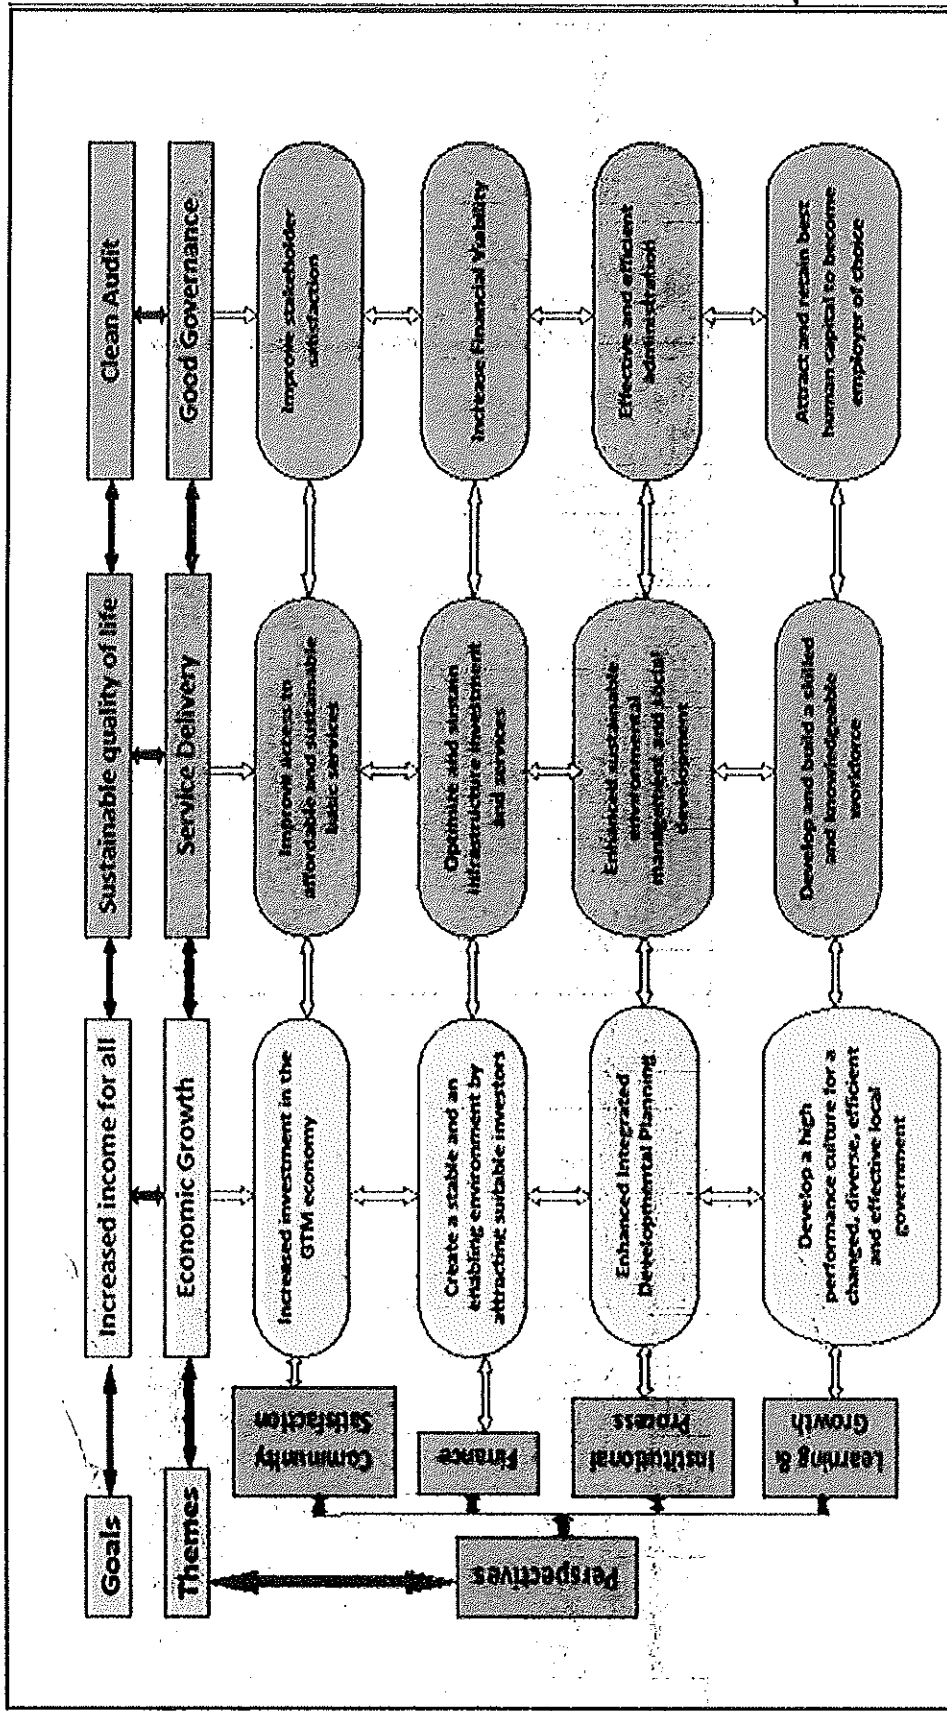 Goals
Increased income for all
Sustainable quality of life
Clean Audit
Themes
Economic Growth
Service Delivery
Good Governance
Perspectives
Community
Satisfaction
Increased investment in the
GTM economy
Improve access to
affordable and sustainable
basic services
Improve stakeholder
satisfaction
Finance
Create a stable and an
enabling environment by
attracting suitable investors
Optimize and sustain
infrastructure investment
and services
Increase Financial Viability
Institutional
Process
Enhanced Integrated
Developmental Planning
Enhanced sustainable
environmental
management and social
development
Effective and efficient
administration
Learning &
Growth
Develop a high
performance culture for a
changed, diverse, efficient
and effective local
government
Develop and build a skilled
and knowledgeable
workforce
Attract and retain best
human capital to become
employer of choice